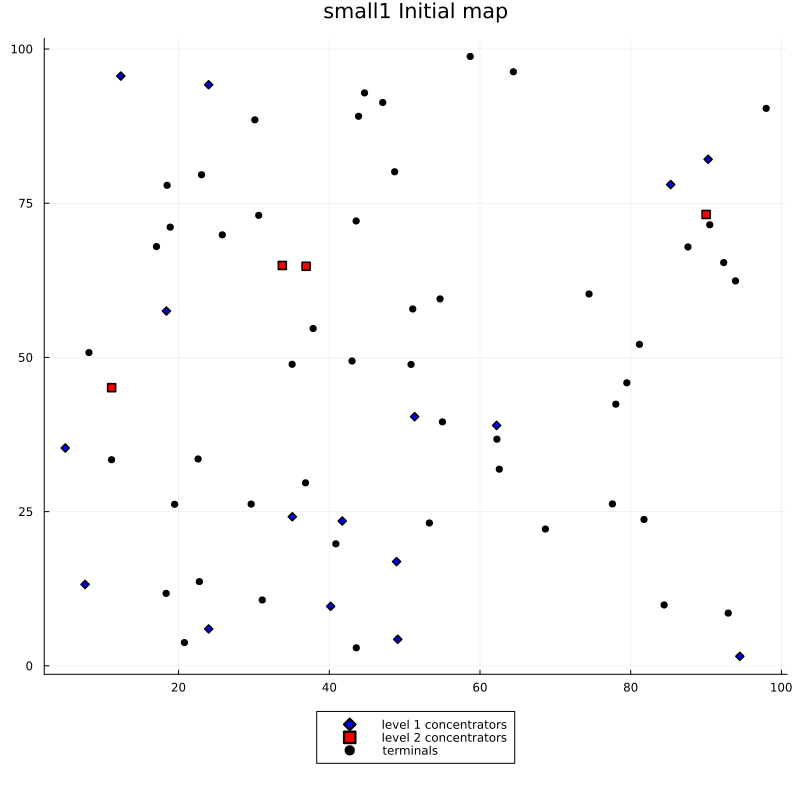 small1 Initial map
100
75
50
25
0
20 40 60 80 100
level 1 concentrators
level 2 concentrators
terminals